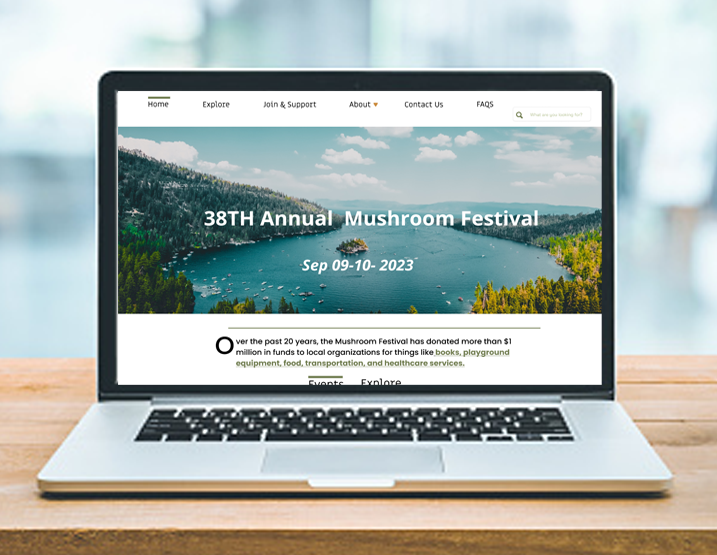 Home Explore Join & Support About Contact Us FAQS
What are you looking for?
38TH Annual Mushroom Festival
Sep 09-10- 2023
Over the past 20 years, the Mushroom Festival has donated more than $1
million in funds to local organizations for things like books, playground
equipment, food, transportation, and healthcare services.
Events Explore